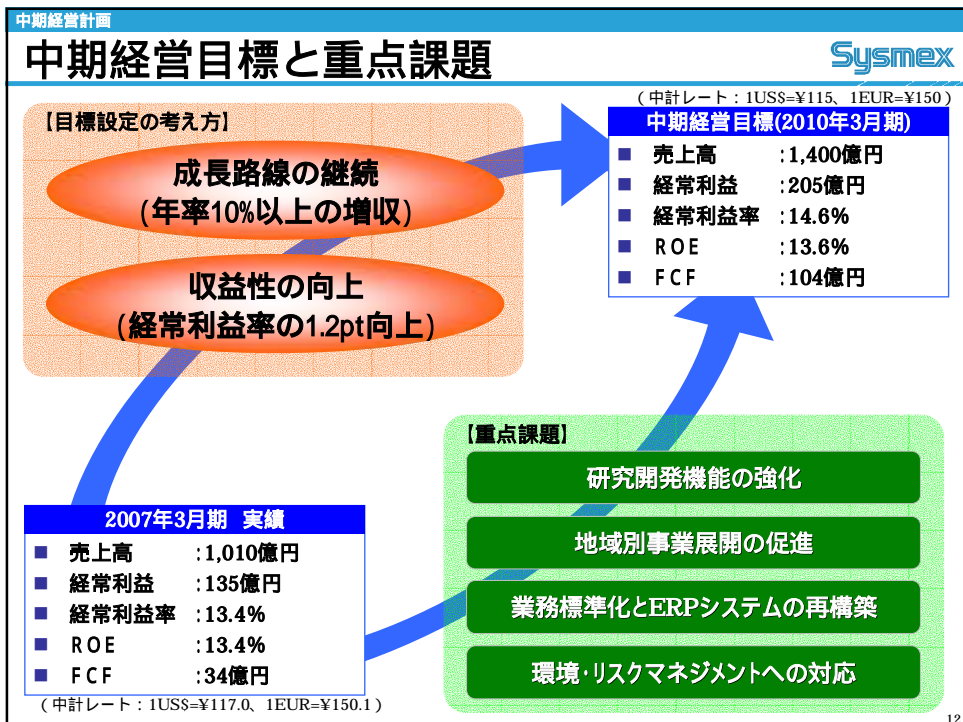 中期経営計画
中期経営目標と重点課題
Sysmex
（中計レート：1US$=¥115、1EUR=¥150）
【目標設定の考え方】
成長路線の継続
（年率10%以上の増収）
収益性の向上
（経常利益率の1.2pt向上）
中期経営目標(2010年3月期)
■ 売上高 :1,400億円
■ 経常利益 :205億円
■ 経常利益率 :14.6%
■ ROE :13.6%
■ FCF :104億円
【重点課題】
研究開発機能の強化
地域別事業展開の促進
業務標準化とERPシステムの再構築
環境・リスクマネジメントへの対応
2007年3月期 実績
■ 売上高 :1,010億円
■ 経常利益 :135億円
■ 経常利益率 :13.4%
■ ROE :13.4%
■ FCF :34億円
（中計レート：1US$=¥117.0、1EUR=¥150.1）
12